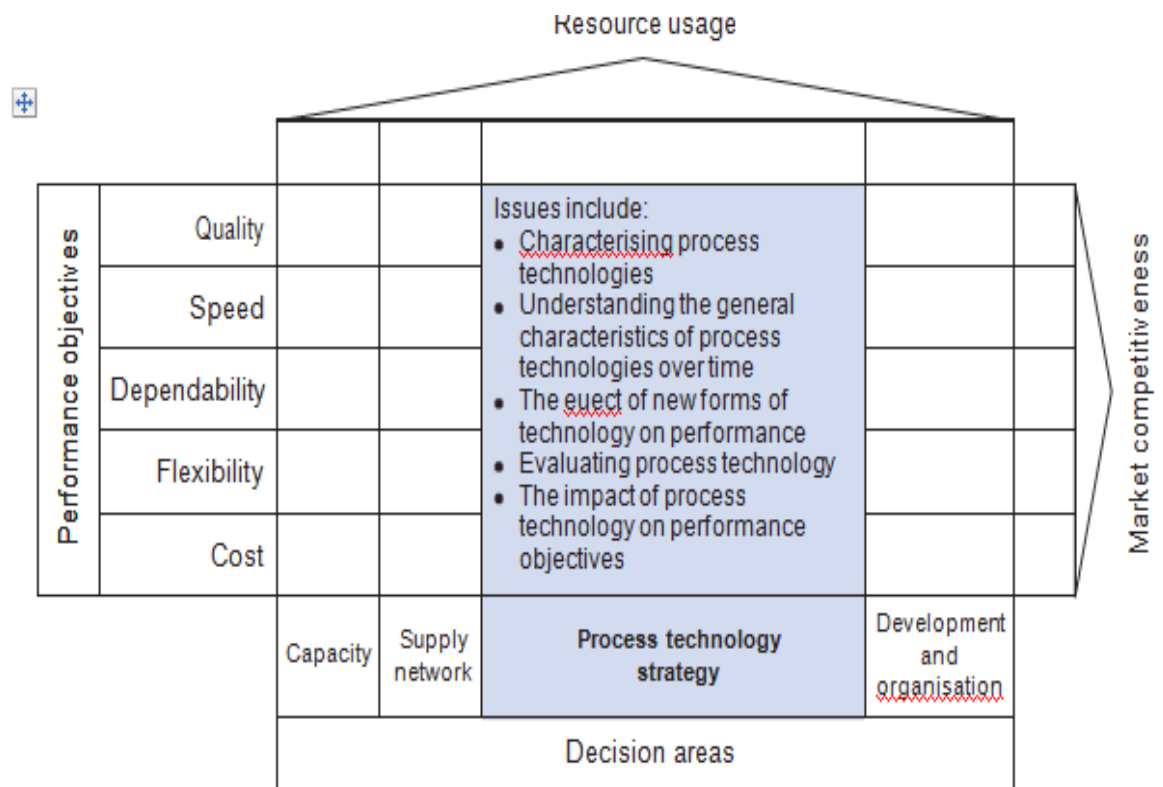 Resource usage
Performance objectives
Quality
Speed
Dependability
Flexibility
Cost
Issues include:
• Characterising process
technologies
• Understanding the general
characteristics of process
technologies over time
• The euect of new forms of
technology on performance
• Evaluating process technology
• The impact of process
technology on performance
objectives
Market competitiveness
Capacity
Supply
network
Process technology
strategy
Development
and
organisation
Decision areas